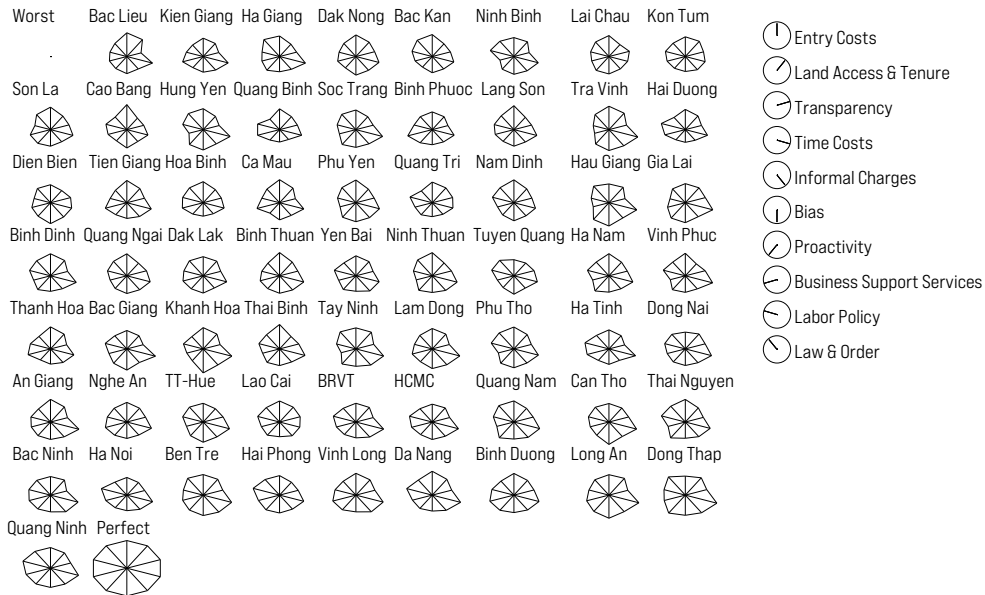 Worst Bac Lieu Kien Giang Ha Giang Dak Nong Bac Kan Ninh Binh Lai Chau Kon Tum
Son La Cao Bang Hung Yen Quang Binh Soc Trang Binh Phuoc Lang Son Tra Vinh Hai Duong
Dien Bien Tien Giang Hoa Binh Ca Mau Phu Yen Quang Tri Nam Dinh Hau Giang Gia Lai
Binh Dinh Quang Ngai Dak Lak Binh Thuan Yen Bai Ninh Thuan Tuyen Quang Ha Nam Vinh Phuc
Thanh Hoa Bac Giang Khanh Hoa Thai Binh Tay Ninh Lam Dong Phu Tho Ha Tinh Dong Nai
An Giang Nghe An TT-Hue Lao Cai BRVT HCMC Quang Nam Can Tho Thai Nguyen
Bac Ninh Ha Noi Ben Tre Hai Phong Vinh Long Da Nang Binh Duong Long An Dong Thap
Quang Ninh Perfect
Entry Costs
Land Access & Tenure
Transparency
Time Costs
Informal Charges
Bias
Proactivity
Business Support Services
Labor Policy
Law & Order